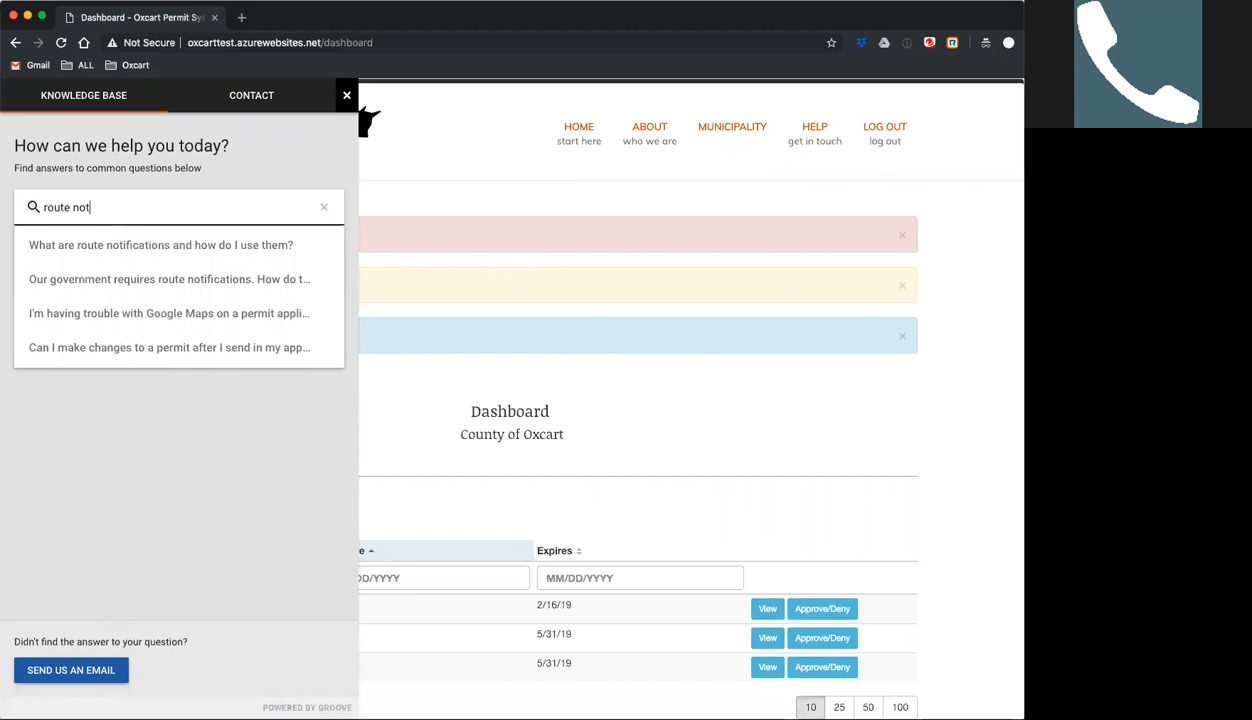 Dashboard - Oxcart Permit Sy
Not Secure | oxcarttest.azurewebsites.net/dashboard
Gmail ALL Oxcart
KNOWLEDGE BASE CONTACT
How can we help you today?
Find answers to common questions below
route not
What are route notifications and how do I use them?
Our government requires route notifications. How do t...
I'm having trouble with Google Maps on a permit appli...
Can I make changes to a permit after I send in my app...
Didn't find the answer to your question?
SEND US AN EMAIL
POWERED BY GROOVE
HOME ABOUT MUNICIPALITY HELP LOG OUT
start here who we are get in touch log out
Dashboard
County of Oxcart
e Expires
DD/YYYY MM/DD/YYYY
2/16/19 View Approve/Deny
5/31/19 View Approve/Deny
5/31/19 View Approve/Deny
10 25 50 100